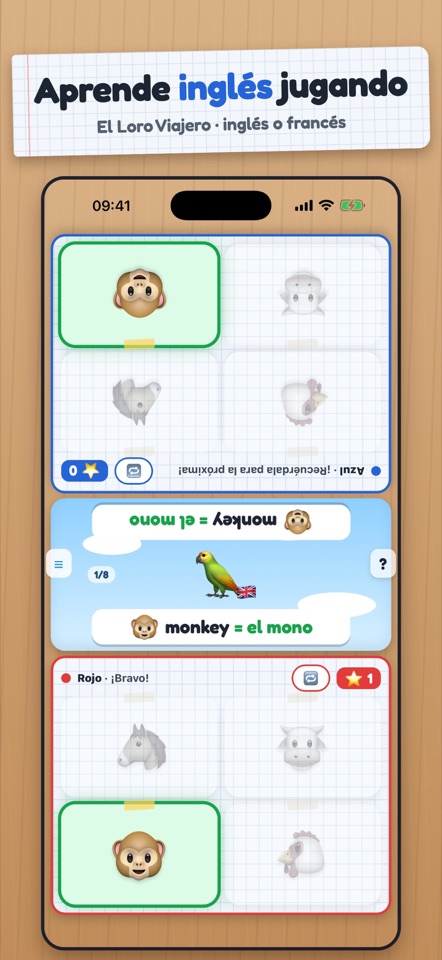 Aprende inglés jugando
El Loro Viajero · inglés o francés
09:41
0
Azul · ¡Recuérdala para la próxima!
monkey = el mono
1/8
?
monkey = el mono
Rojo · ¡Bravo!
1